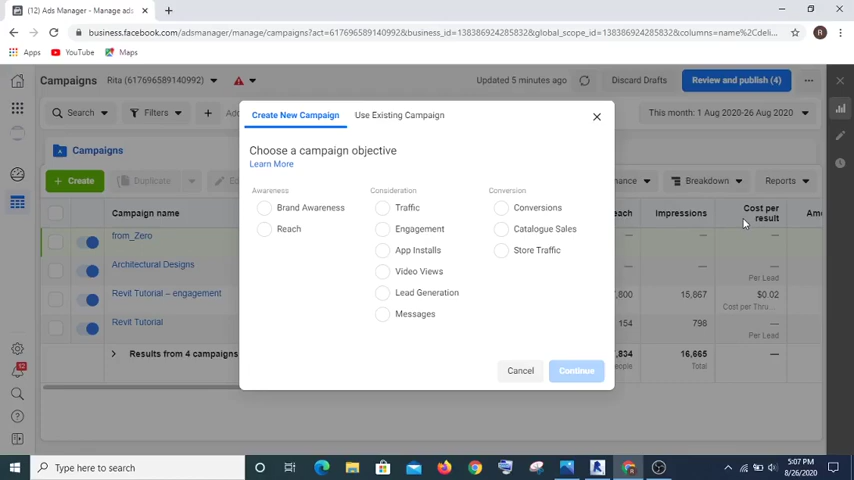 (12) Ads Manager - Manage ads
business.facebook.com/adsmanager/manage/campaigns?act=617696589140992&business_id=138386924285832&global_scope_id=138386924285832&columns=name%2Cdeli...
R
Apps YouTube Maps
Campaigns Rita (617696589140992) Updated 5 minutes ago Discard Drafts Review and publish (4)
Search Filters Add This month: 1 Aug 2020-26 Aug 2020
Campaigns
Create Duplicate Breakdown Reports
Campaign name Impressions Cost per result
from_Zero
Architectural Designs
Per Lead
Revit Tutorial – engagement 15,867 $0.02
Cost per Thru...
Revit Tutorial 154 798
Per Lead
Results from 4 campaigns 16,665
Total
Create New Campaign Use Existing Campaign
Choose a campaign objective
Learn More
Awareness
Brand Awareness
Reach
Consideration
Traffic
Engagement
App Installs
Video Views
Lead Generation
Messages
Conversion
Conversions
Catalogue Sales
Store Traffic
Cancel Continue
12
Type here to search
5:07 PM
8/26/2020